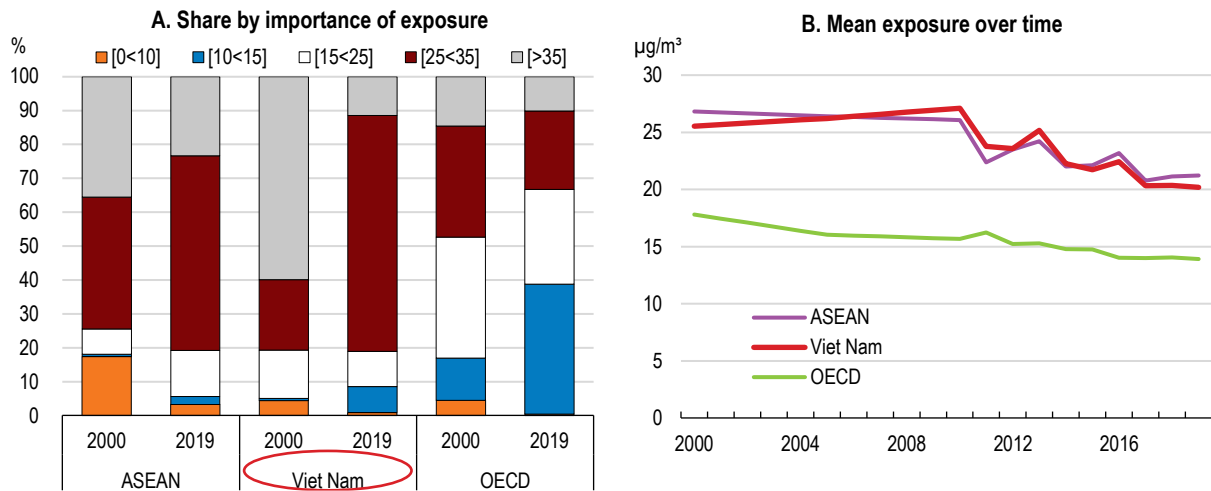 A. Share by importance of exposure
%
[0<10] [10<15] [15<25] [25<35] [>35]
100
90
80
70
60
50
40
30
20
10
0
2000 2019 2000 2019 2000 2019
ASEAN Viet Nam OECD
B. Mean exposure over time
µg/m³
30
25
20
15
10
5
0
ASEAN
Viet Nam
OECD
2000 2004 2008 2012 2016